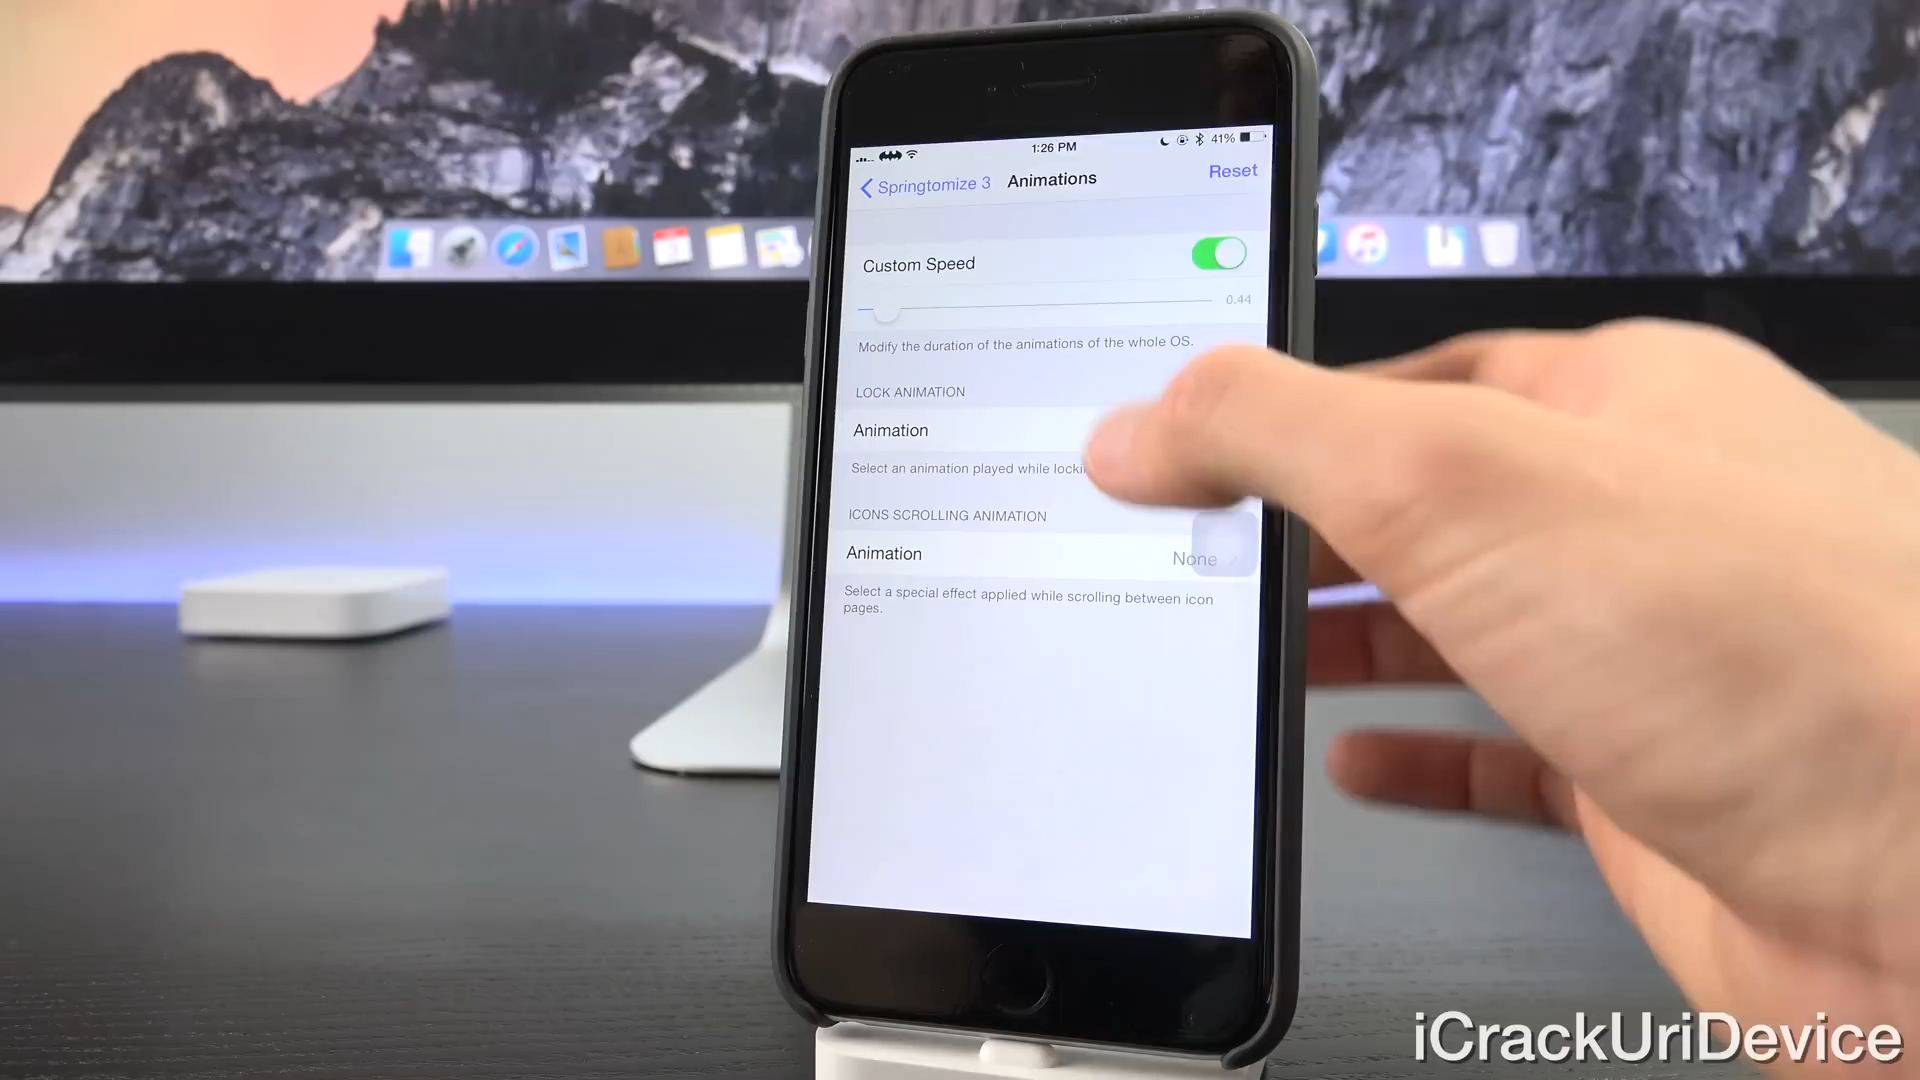 1:26 PM
41%
Springtomize 3
Animations
Reset
Custom Speed
0.44
Modify the duration of the animations of the whole OS.
LOCK ANIMATION
Animation
Select an animation played while
ICONS SCROLLING ANIMATION
Animation
None
Select a special effect applied while scrolling between icon
pages.
iCrackUriDevice